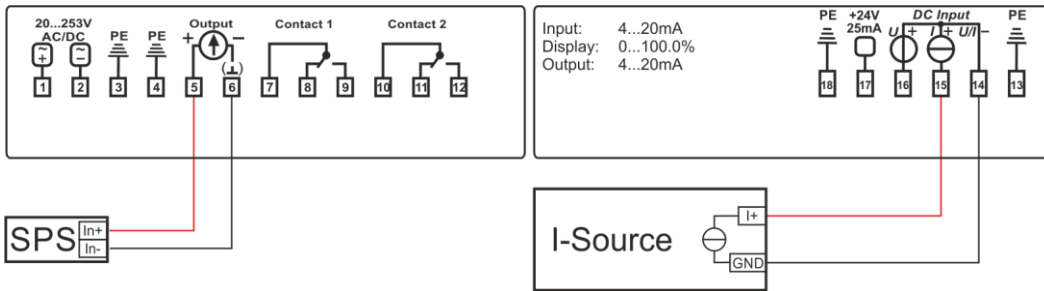 20...253V
AC/DC
PE PE
Output
+ −
(⊥)
Contact 1
Contact 2
~
+
~
−
1 2 3 4 5 6 7 8 9 10 11 12
SPS
In+
In-
Input: 4...20mA
Display: 0...100.0%
Output: 4...20mA
PE
+24V
25mA
DC Input
PE
U + I + U/I −
18 17 16 15 14 13
I-Source
I+
GND